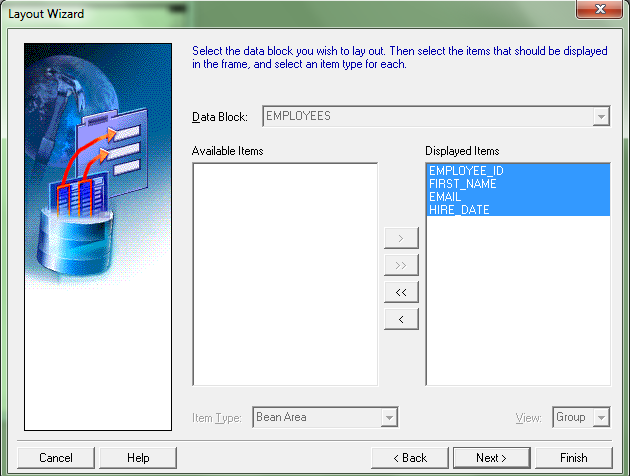 Layout Wizard
Select the data block you wish to lay out. Then select the items that should be displayed
in the frame, and select an item type for each.
Data Block: EMPLOYEES
Available Items
Displayed Items
EMPLOYEE_ID
FIRST_NAME
EMAIL
HIRE_DATE
>
>>
<<
<
Item Type: Bean Area
View: Group
Cancel
Help
< Back
Next >
Finish